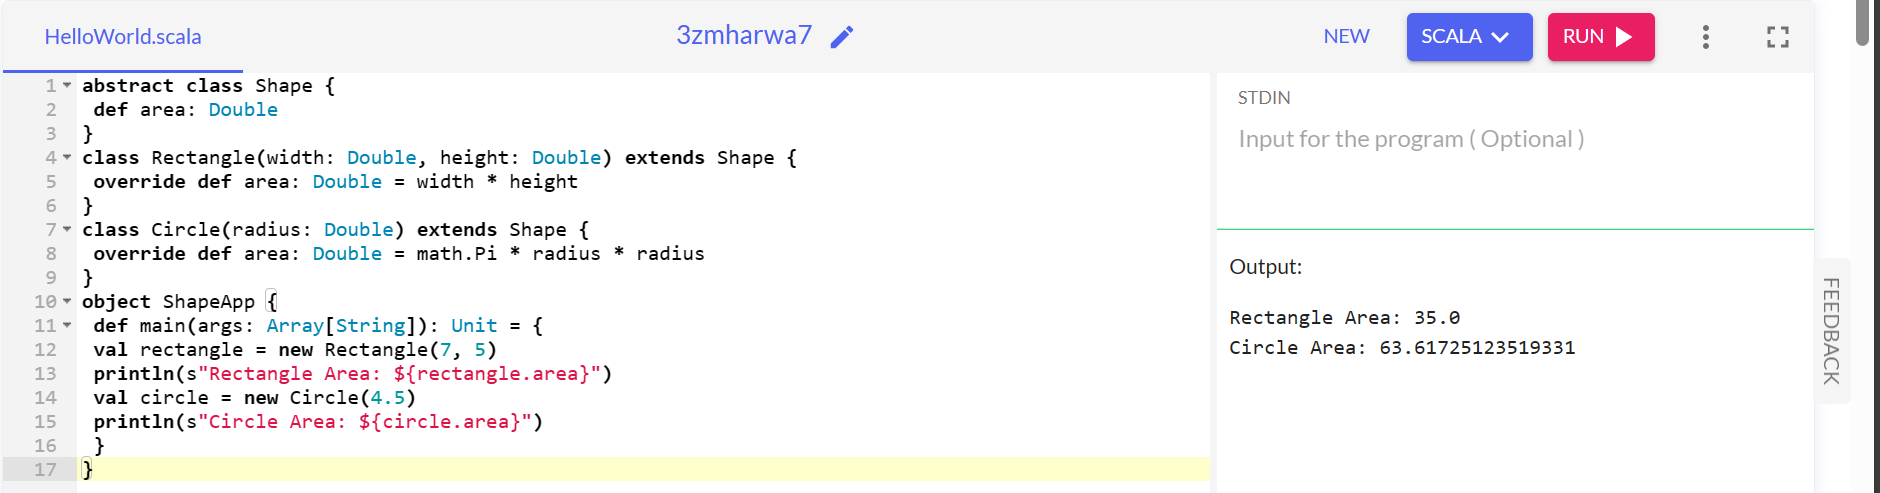 HelloWorld.scala
3zmharwa7
NEW
SCALA
RUN
1 abstract class Shape {
2  def area: Double
3 }
4 class Rectangle(width: Double, height: Double) extends Shape {
5  override def area: Double = width * height
6 }
7 class Circle(radius: Double) extends Shape {
8  override def area: Double = math.Pi * radius * radius
9 }
10 object ShapeApp {
11  def main(args: Array[String]): Unit = {
12  val rectangle = new Rectangle(7, 5)
13  println(s"Rectangle Area: ${rectangle.area}")
14  val circle = new Circle(4.5)
15  println(s"Circle Area: ${circle.area}")
16  }
17 }
STDIN
Input for the program ( Optional )
Output:
Rectangle Area: 35.0
Circle Area: 63.61725123519331
FEEDBACK